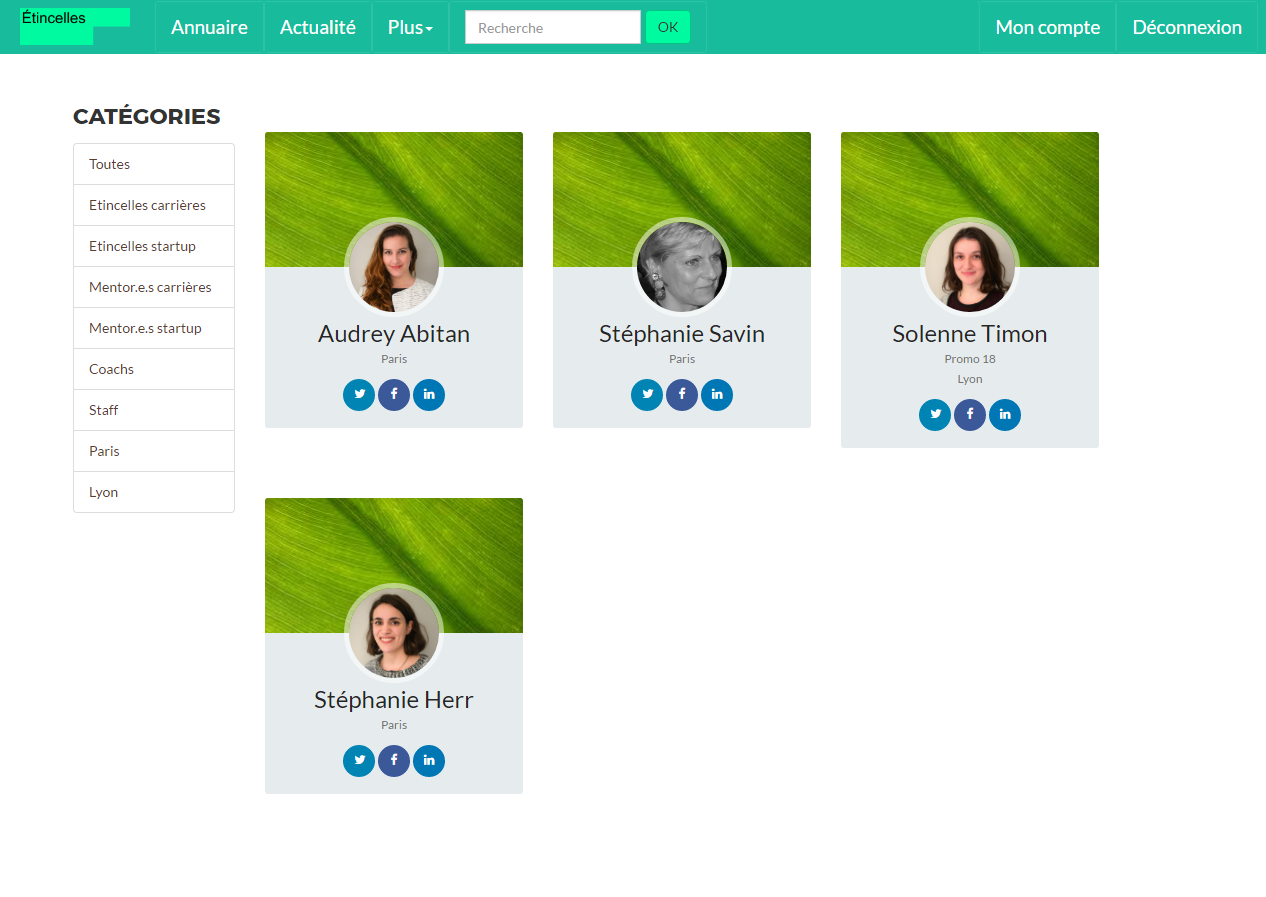 Étincelles
Annuaire
Actualité
Plus
Recherche
OK
Mon compte
Déconnexion
CATÉGORIES
Toutes
Etincelles carrières
Etincelles startup
Mentor.e.s carrières
Mentor.e.s startup
Coachs
Staff
Paris
Lyon
Audrey Abitan
Paris
Stéphanie Savin
Paris
Solenne Timon
Promo 18
Lyon
Stéphanie Herr
Paris